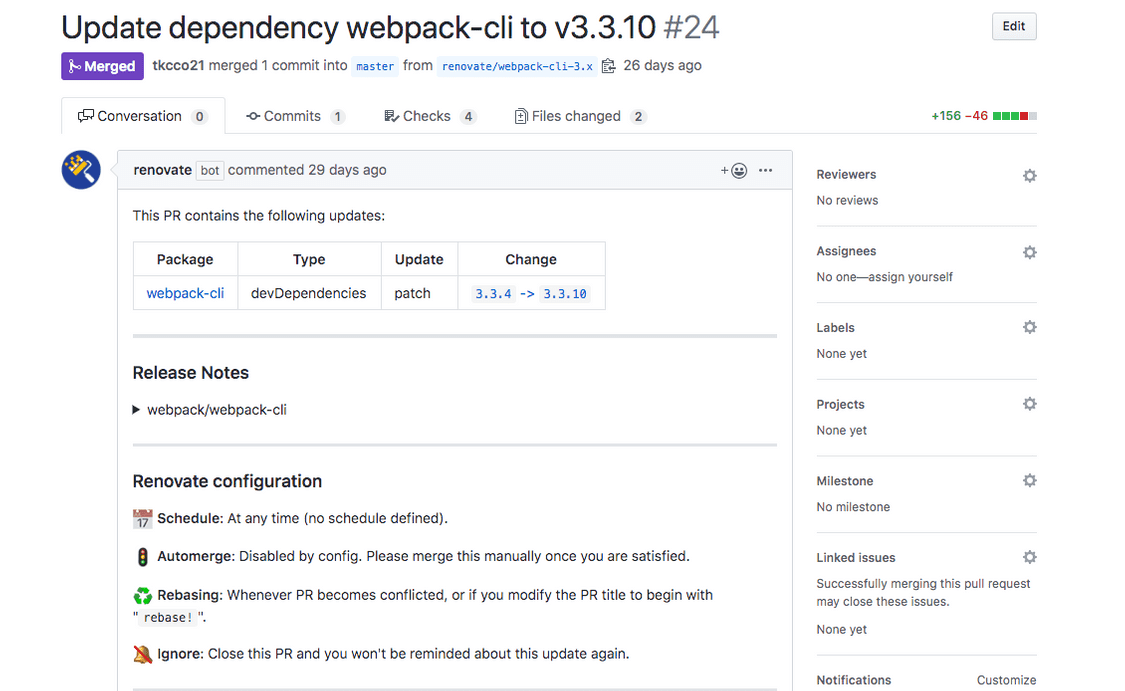 Update dependency webpack-cli to v3.3.10 #24
Edit
Merged tkcco21 merged 1 commit into master from renovate/webpack-cli-3.x 26 days ago
Conversation 0 Commits 1 Checks 4 Files changed 2 +156 −46
renovate bot commented 29 days ago
This PR contains the following updates:
Package Type Update Change
webpack-cli devDependencies patch 3.3.4 -> 3.3.10
Release Notes
webpack/webpack-cli
Renovate configuration
17 Schedule: At any time (no schedule defined).
Automerge: Disabled by config. Please merge this manually once you are satisfied.
Rebasing: Whenever PR becomes conflicted, or if you modify the PR title to begin with
" rebase! ".
Ignore: Close this PR and you won't be reminded about this update again.
Reviewers
No reviews
Assignees
No one—assign yourself
Labels
None yet
Projects
None yet
Milestone
No milestone
Linked issues
Successfully merging this pull request
may close these issues.
None yet
Notifications Customize